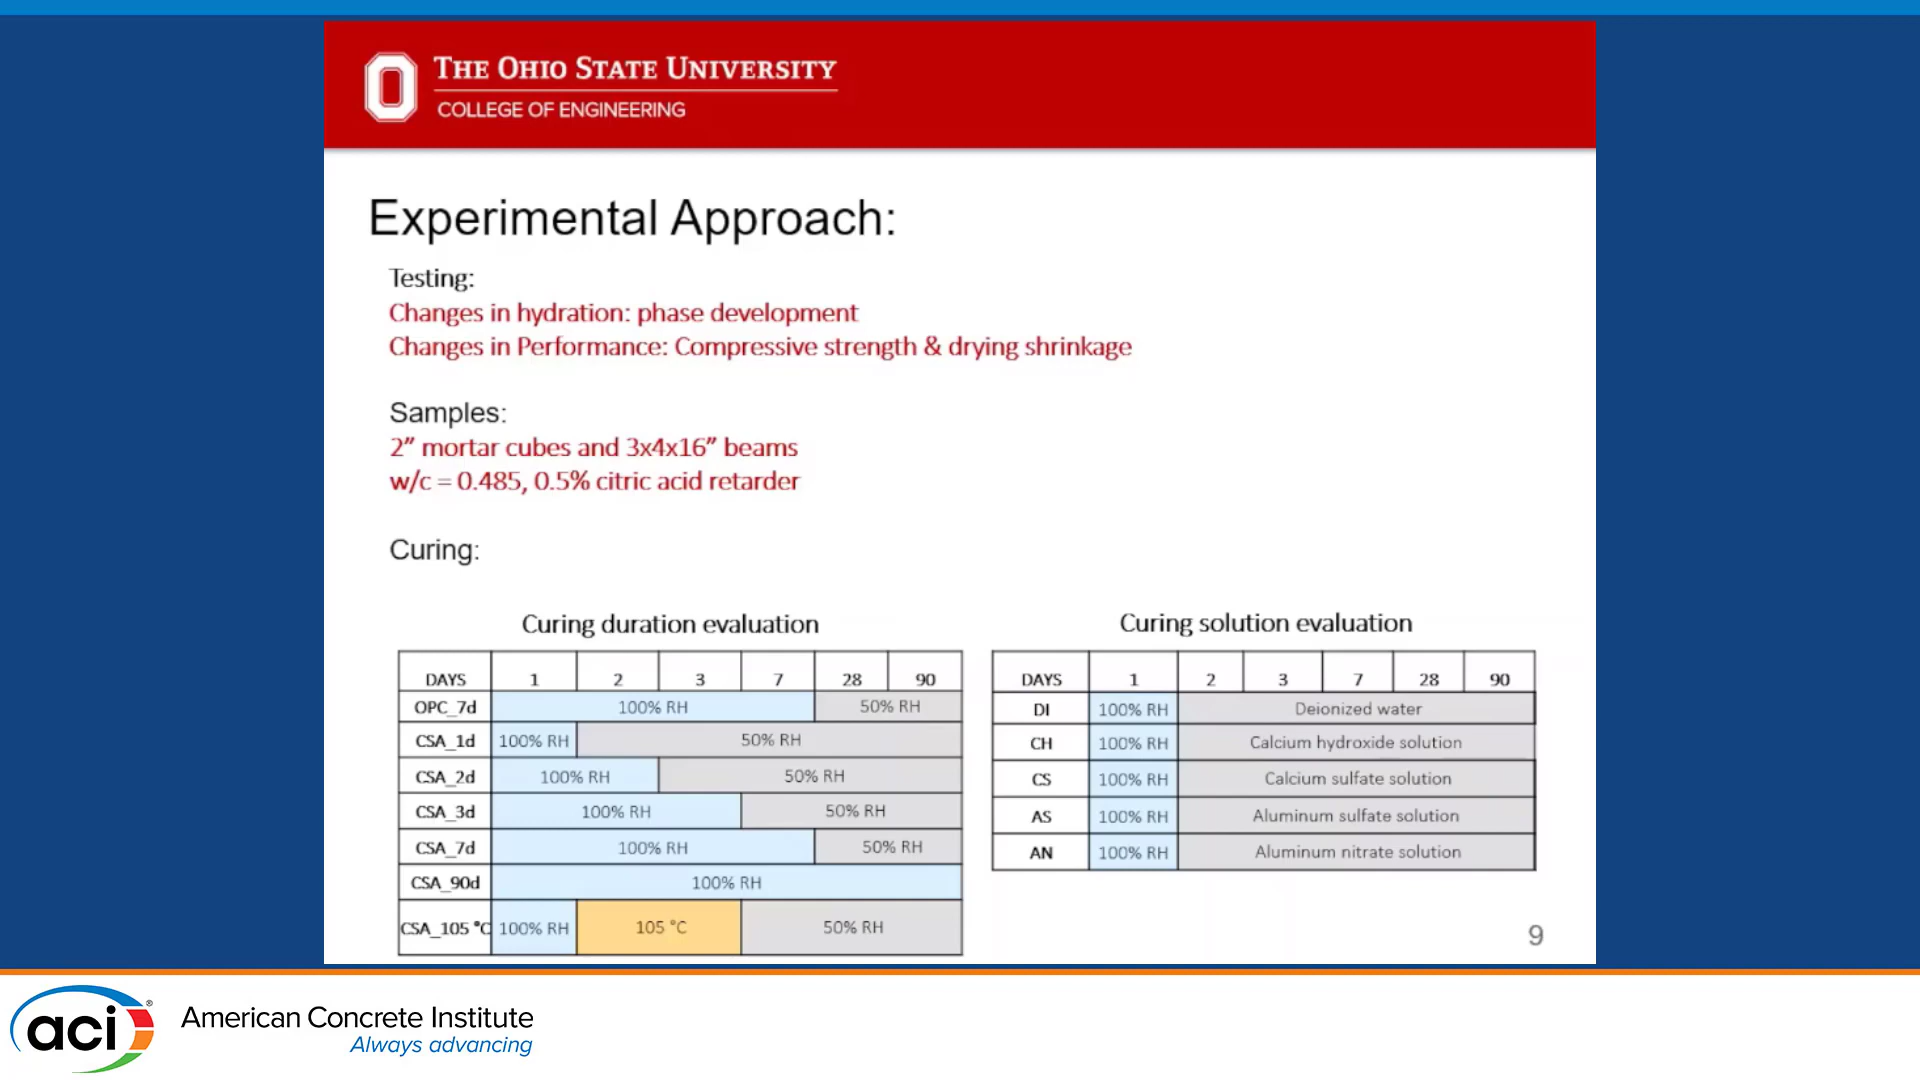 THE OHIO STATE UNIVERSITY
COLLEGE OF ENGINEERING
Experimental Approach:
Testing:
Changes in hydration: phase development
Changes in Performance: Compressive strength & drying shrinkage
Samples:
2” mortar cubes and 3x4x16” beams
w/c = 0.485, 0.5% citric acid retarder
Curing:
Curing duration evaluation
DAYS 1 2 3 7 28 90
OPC_7d 100% RH 50% RH
CSA_1d 100% RH 50% RH
CSA_2d 100% RH 50% RH
CSA_3d 100% RH 50% RH
CSA_7d 100% RH 50% RH
CSA_90d 100% RH
CSA_105 °C 100% RH 105 °C 50% RH
Curing solution evaluation
DAYS 1 2 3 7 28 90
DI 100% RH Deionized water
CH 100% RH Calcium hydroxide solution
CS 100% RH Calcium sulfate solution
AS 100% RH Aluminum sulfate solution
AN 100% RH Aluminum nitrate solution
9
aci®
American Concrete Institute
Always advancing